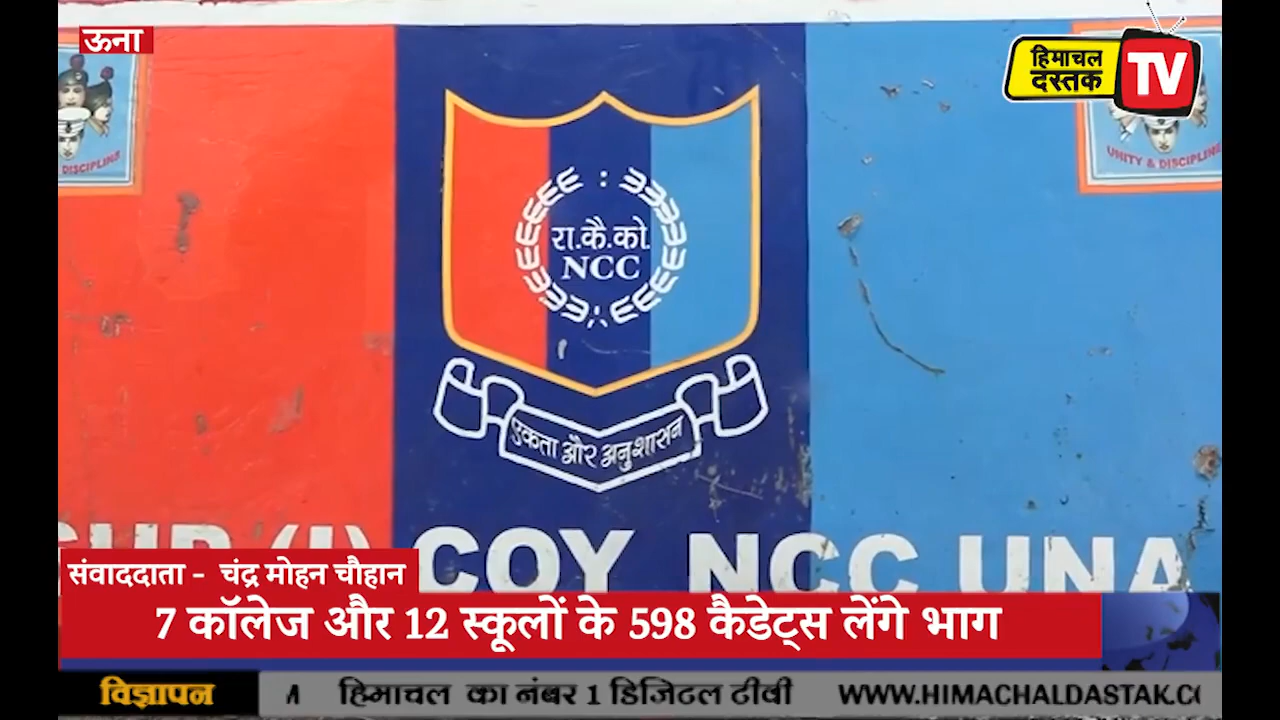 ऊना
हिमाचल
दस्तक
TV
DISCIPLINE
UNITY & DISCIPLINE
रा.कै.को.
NCC
एकता और अनुशासन
(I) COY NCC UNA
संवाददाता - चंद्र मोहन चौहान
7 कॉलेज और 12 स्कूलों के 598 कैडेट्स लेंगे भाग
विज्ञापन
हिमाचल का नंबर 1 डिजिटल टीवी
WWW.HIMACHALDASTAK.CO